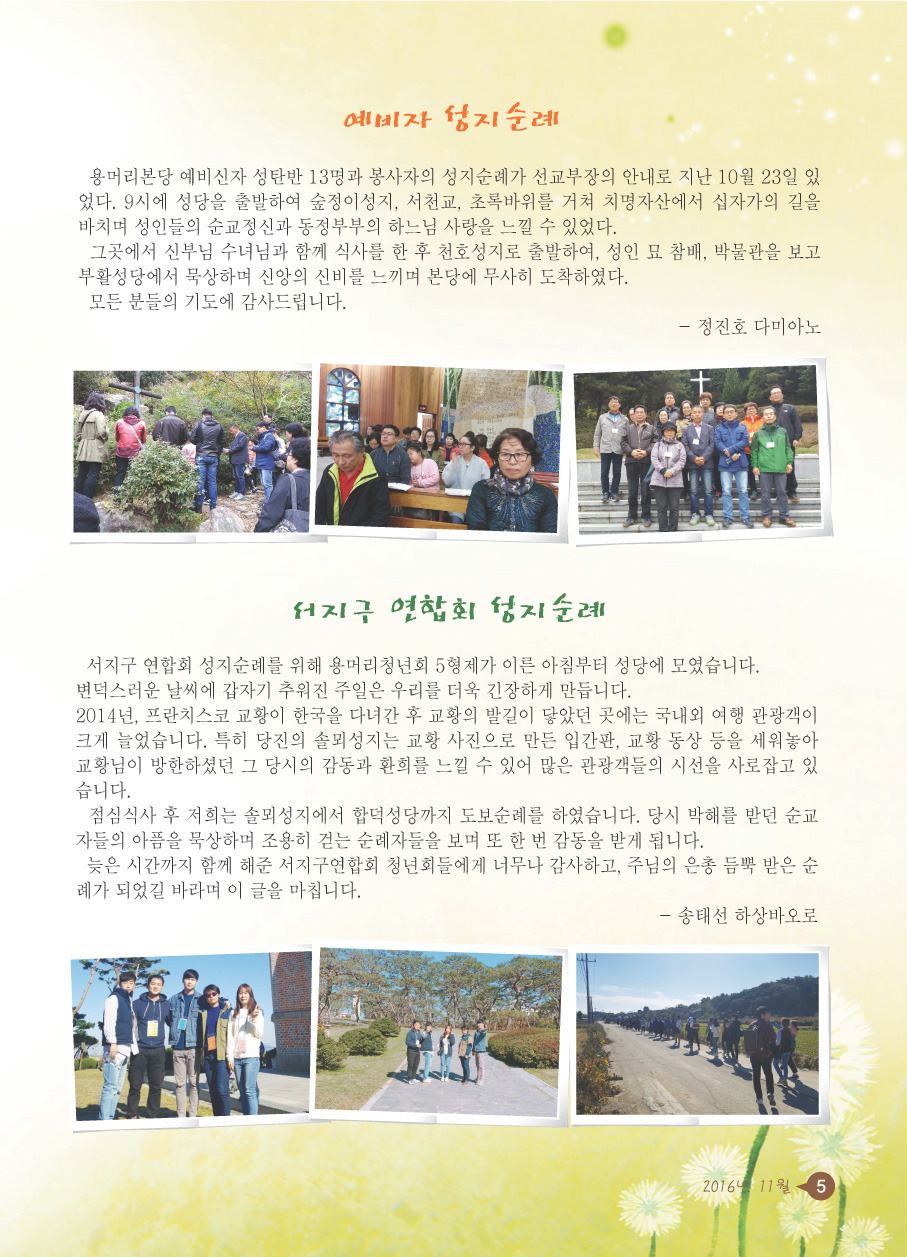 예비자 성지순례
용머리본당 예비신자 성탄반 13명과 봉사자의 성지순례가 선교부장의 안내로 지난 10월 23일 있
었다. 9시에 성당을 출발하여 숲정이성지, 서천교, 초록바위를 거쳐 치명자산에서 십자가의 길을
바치며 성인들의 순교정신과 동정부부의 하느님 사랑을 느낄 수 있었다.
그곳에서 신부님 수녀님과 함께 식사를 한 후 천호성지로 출발하여, 성인 묘 참배, 박물관을 보고
부활성당에서 묵상하며 신앙의 신비를 느끼며 본당에 무사히 도착하였다.
모든 분들의 기도에 감사드립니다.
- 정진호 다미아노
서지구 연합회 성지순례
서지구 연합회 성지순례를 위해 용머리청년회 5형제가 이른 아침부터 성당에 모였습니다.
변덕스러운 날씨에 갑자기 추워진 주일은 우리를 더욱 긴장하게 만듭니다.
2014년, 프란치스코 교황이 한국을 다녀간 후 교황의 발길이 닿았던 곳에는 국내외 여행 관광객이
크게 늘었습니다. 특히 당진의 솔뫼성지는 교황 사진으로 만든 입간판, 교황 동상 등을 세워놓아
교황님이 방한하셨던 그 당시의 감동과 환희를 느낄 수 있어 많은 관광객들의 시선을 사로잡고 있
습니다.
점심식사 후 저희는 솔뫼성지에서 합덕성당까지 도보순례를 하였습니다. 당시 박해를 받던 순교
자들의 아픔을 묵상하며 조용히 걷는 순례자들을 보며 또 한 번 감동을 받게 됩니다.
늦은 시간까지 함께 해준 서지구연합회 청년회들에게 너무나 감사하고, 주님의 은총 듬뿍 받은 순
례가 되었길 바라며 이 글을 마칩니다.
- 송태선 하상바오로
2016년 11월 5